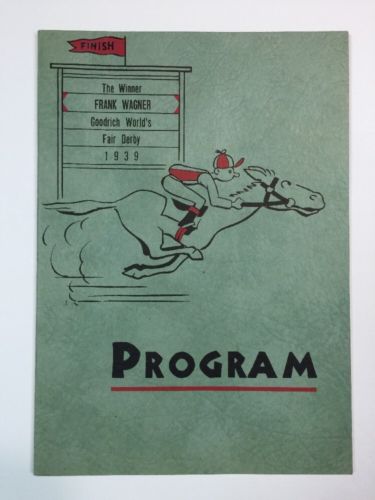 FINISH
The Winner
FRANK WAGNER
Goodrich World's
Fair Derby
1939
PROGRAM